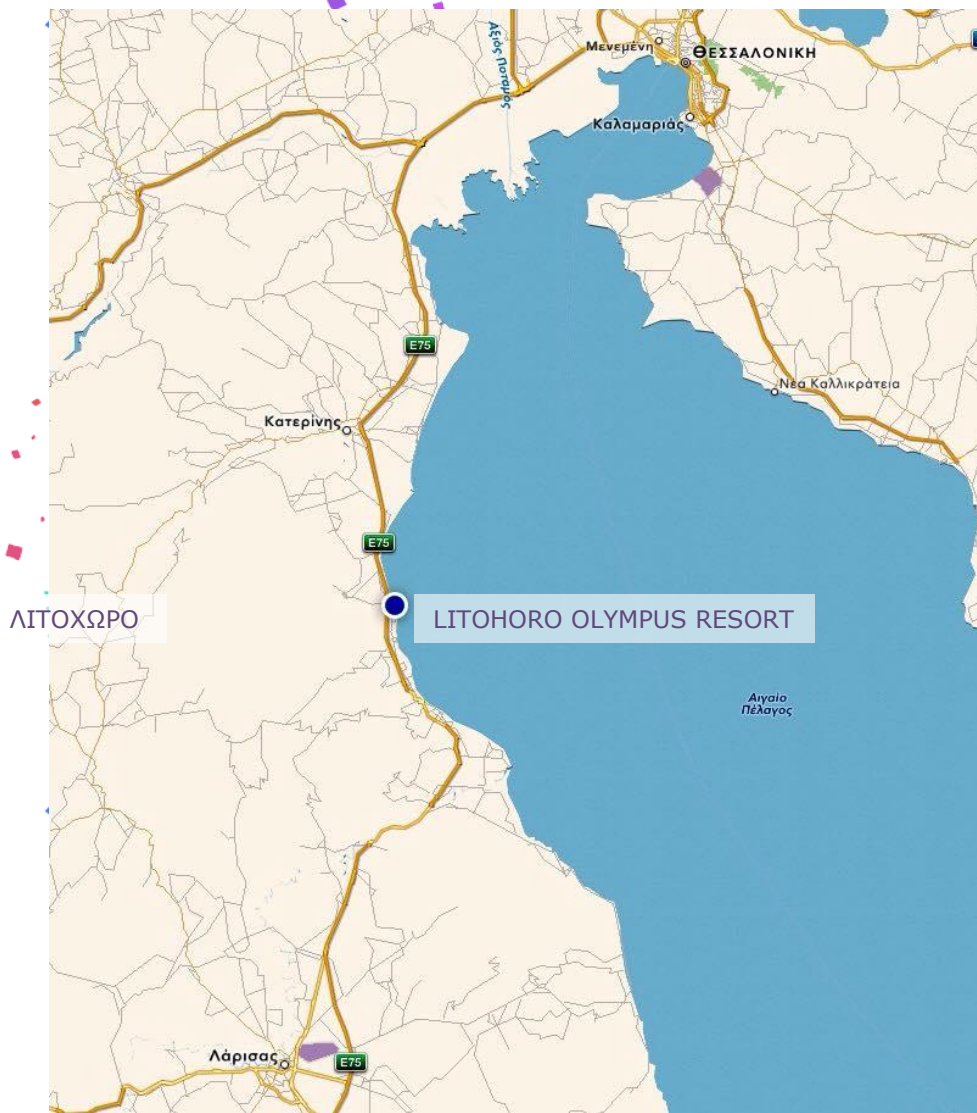 Μενεμένη
ΘΕΣΣΑΛΟΝΙΚΗ
Αξιός Ποταμός
Καλαμαριάς
E75
Νέα Καλλικράτεια
Κατερίνης
E75
ΛΙΤΟΧΩΡΟ
LITOHORO OLYMPUS RESORT
Αιγαίο
Πέλαγος
Λάρισας
E75